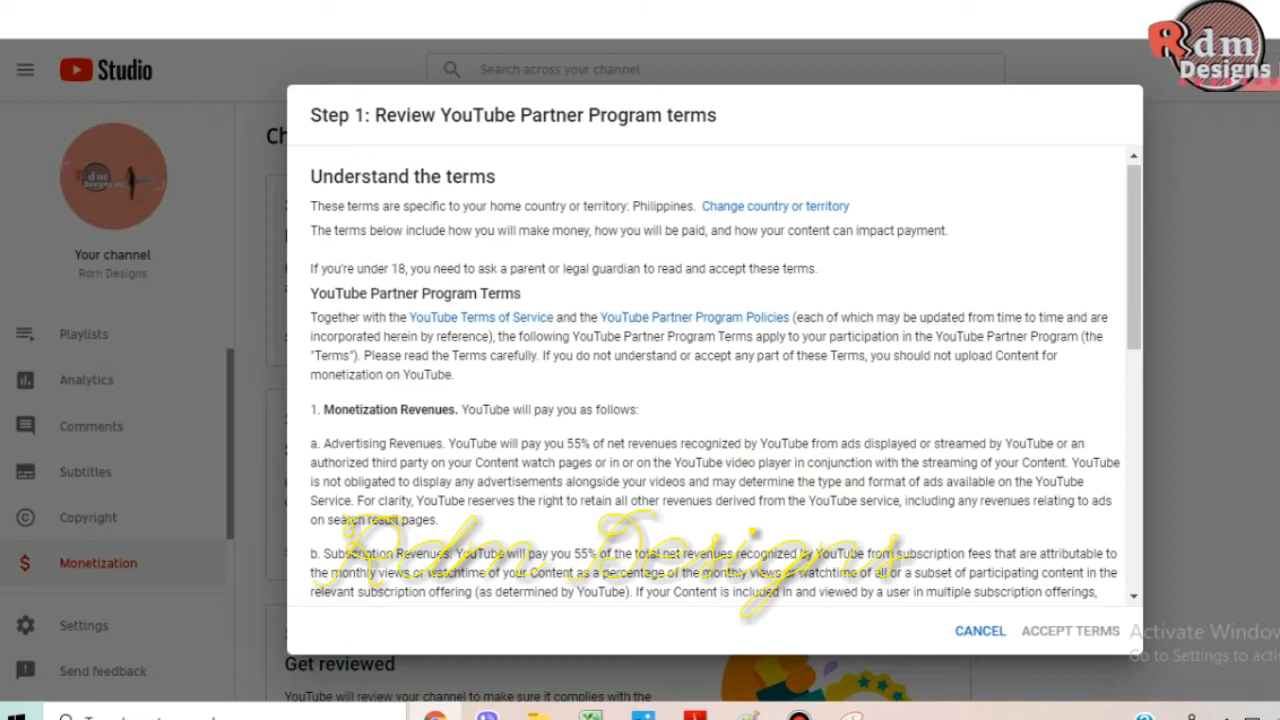 Rdm
Designs
Studio
Search across your channel
Step 1: Review YouTube Partner Program terms
Ch
Understand the terms
These terms are specific to your home country or territory: Philippines. Change country or territory
The terms below include how you will make money, how you will be paid, and how your content can impact payment.
If you're under 18, you need to ask a parent or legal guardian to read and accept these terms.
YouTube Partner Program Terms
Together with the YouTube Terms of Service and the YouTube Partner Program Policies (each of which may be updated from time to time and are
incorporated herein by reference), the following YouTube Partner Program Terms apply to your participation in the YouTube Partner Program (the
"Terms"). Please read the Terms carefully. If you do not understand or accept any part of these Terms, you should not upload Content for
monetization on YouTube.
1. Monetization Revenues. YouTube will pay you as follows:
a. Advertising Revenues. YouTube will pay you 55% of net revenues recognized by YouTube from ads displayed or streamed by YouTube or an
authorized third party on your Content watch pages or in or on the YouTube video player in conjunction with the streaming of your Content. YouTube
is not obligated to display any advertisements alongside your videos and may determine the type and format of ads available on the YouTube
Service. For clarity, YouTube reserves the right to retain all other revenues derived from the YouTube service, including any revenues relating to ads
on search result pages.
b. Subscription Revenues. YouTube will pay you 55% of the total net revenues recognized by YouTube from subscription fees that are attributable to
the monthly views or watchtime of your Content as a percentage of the monthly views or watchtime of all or a subset of participating content in the
relevant subscription offering (as determined by YouTube). If your Content is included in and viewed by a user in multiple subscription offerings,
Rdm Designs
CANCEL ACCEPT TERMS
Your channel
Rdm Designs
Playlists
Analytics
Comments
Subtitles
Copyright
Monetization
Settings
Send feedback
Get reviewed
YouTube will review your channel to make sure it complies with the
Activate Window
Go to Settings to acti